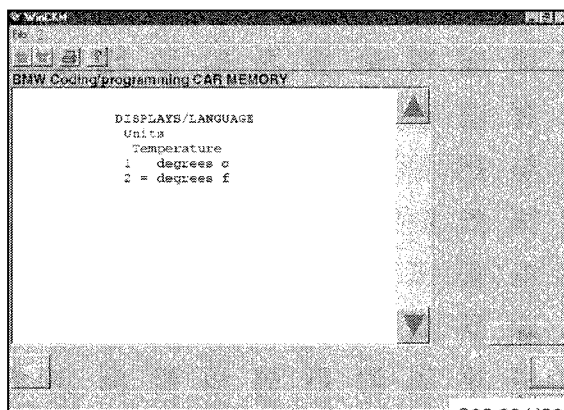 WinCKM
File ?
?
BMW Coding/programming CAR MEMORY
DISPLAYS/LANGUAGE
Units
Temperature
1 degrees c
2 = degrees f